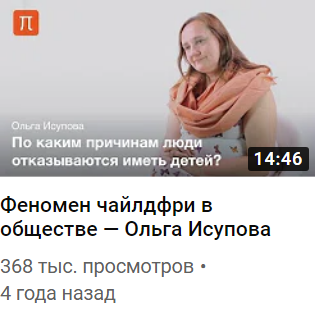 П
Ольга Исупова
По каким причинам люди
отказываются иметь детей?
14:46
Феномен чайлдфри в
обществе — Ольга Исупова
368 тыс. просмотров •
4 года назад